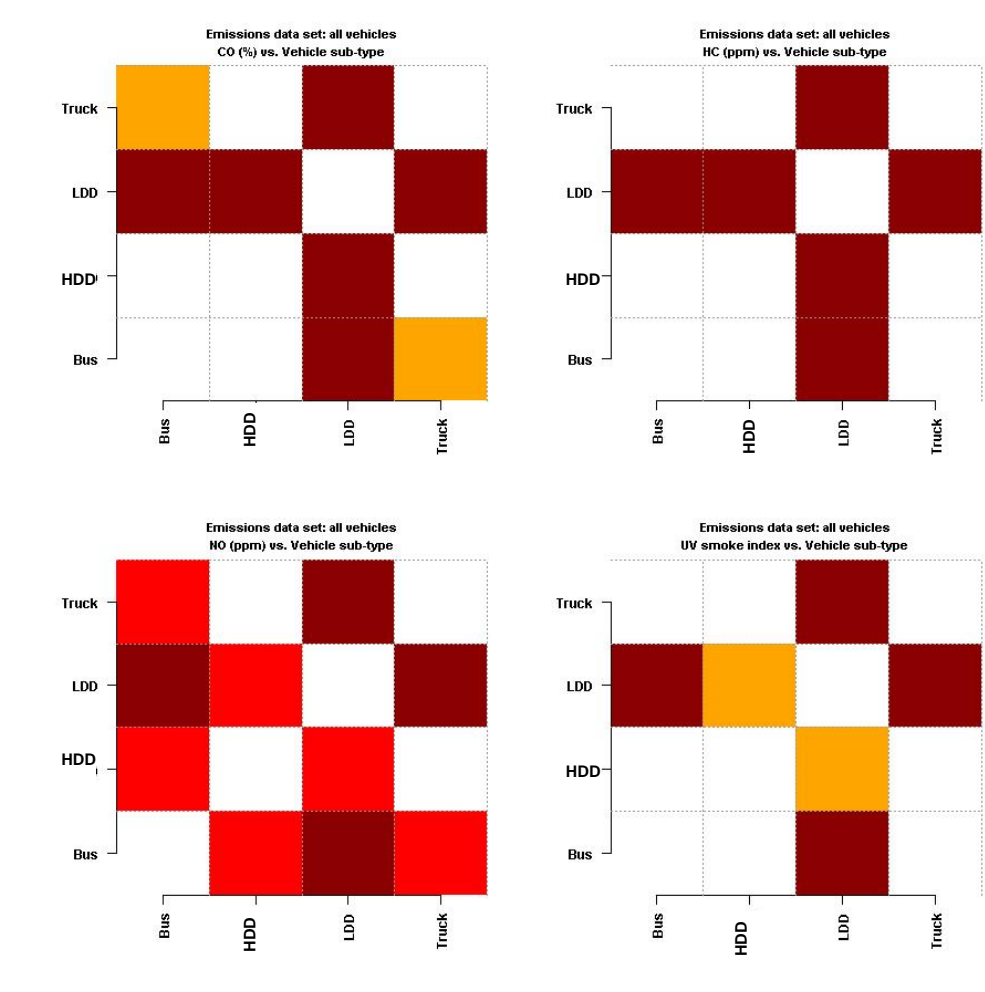 Emissions data set: all vehicles
CO (%) vs. Vehicle sub-type
Truck
LDD
HDD
Bus
Bus
HDD
LDD
Truck
Emissions data set: all vehicles
HC (ppm) vs. Vehicle sub-type
Truck
LDD
HDD
Bus
Bus
HDD
LDD
Truck
Emissions data set: all vehicles
NO (ppm) vs. Vehicle sub-type
Truck
LDD
HDD
Bus
Bus
HDD
LDD
Truck
Emissions data set: all vehicles
UV smoke index vs. Vehicle sub-type
Truck
LDD
HDD
Bus
Bus
HDD
LDD
Truck